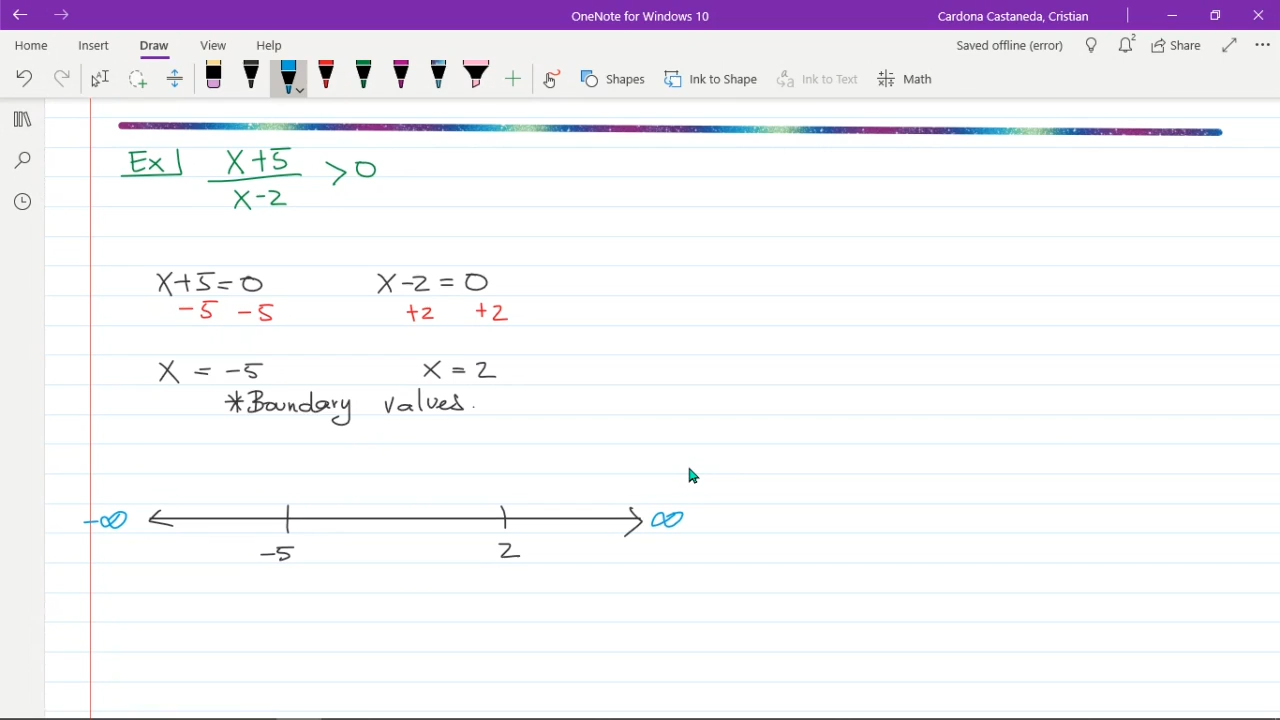 OneNote for Windows 10
Cardona Castaneda, Cristian
Home Insert Draw View Help
Saved offline (error) 2 Share
Shapes Ink to Shape Ink to Text Math
Ex1 x+5
x-2 >0
x+5=0 x-2=0
-5 -5 +2 +2
x = -5 x = 2
*Boundary values.
-∞ ∞
-5 2